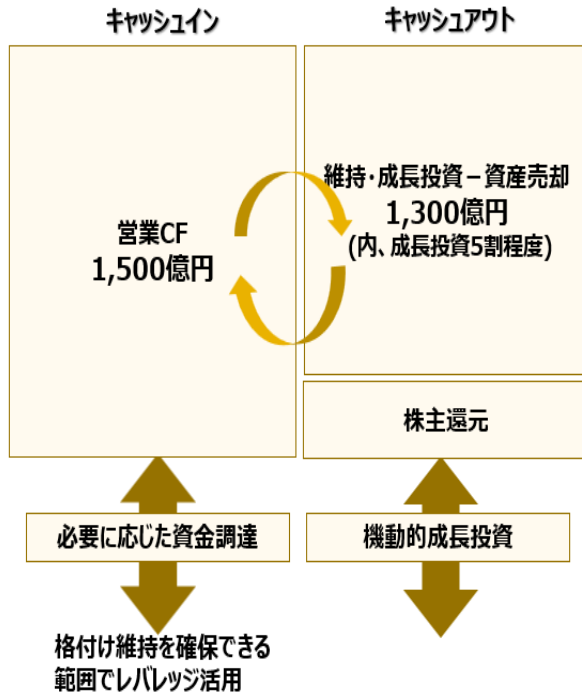 キャッシュイン
キャッシュアウト
営業CF
1,500億円
維持・成長投資－資産売却
1,300億円
(内、成長投資5割程度)
株主還元
必要に応じた資金調達
機動的成長投資
格付け維持を確保できる
範囲でレバレッジ活用